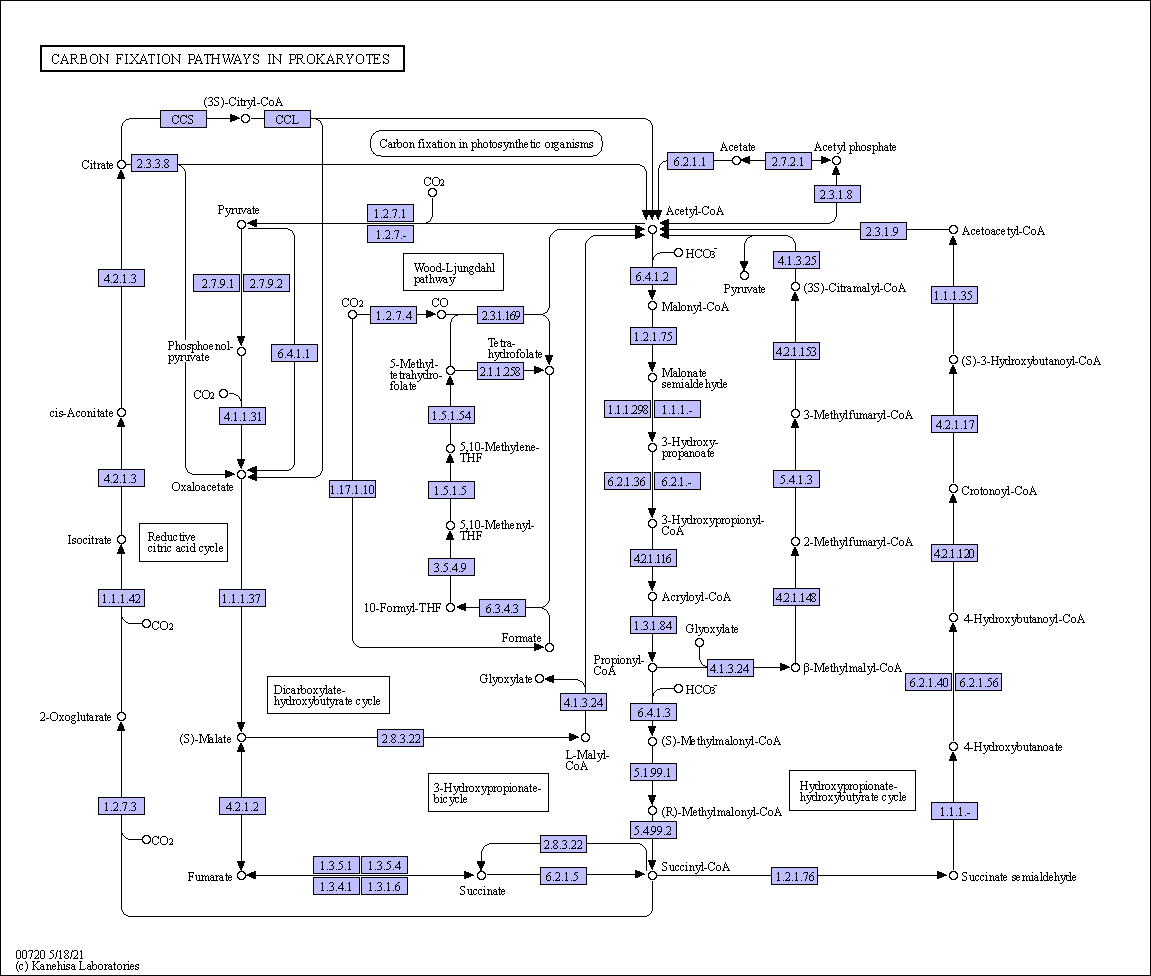 CARBON FIXATION PATHWAYS IN PROKARYOTES
(3S)-Citryl-CoA
CCS
CCL
Carbon fixation in photosynthetic organisms
Citrate
2.3.3.8
6.2.1.1
Acetate
2.7.2.1
Acetyl phosphate
CO2
2.3.1.8
Pyruvate
1.2.7.1
1.2.7.-
Acetyl-CoA
2.3.1.9
Acetoacetyl-CoA
HCO3-
4.2.1.3
2.7.9.1
2.7.9.2
Wood-Ljungdahl
pathway
6.4.1.2
Pyruvate
4.1.3.25
(3S)-Citramalyl-CoA
1.1.1.35
CO2
1.2.7.4
CO
2.3.1.169
Malonyl-CoA
Phosphoenol-
pyruvate
6.4.1.1
Tetra-
hydrofolate
1.2.1.75
4.2.1.153
(S)-3-Hydroxybutanoyl-CoA
5-Methyl-
tetrahydro-
folate
2.1.1.258
Malonate
semialdehyde
CO2
cis-Aconitate
4.1.1.31
1.5.1.54
1.1.1.298
1.1.1.-
3-Methylfumaryl-CoA
4.2.1.17
5,10-Methylene-
THF
3-Hydroxy-
propanoate
4.2.1.3
Oxaloacetate
1.17.1.10
1.5.1.5
6.2.1.36
6.2.1.-
5.4.1.3
Crotonoyl-CoA
Isocitrate
Reductive
citric acid cycle
5,10-Methenyl-
THF
3-Hydroxypropionyl-
CoA
2-Methylfumaryl-CoA
3.5.4.9
4.2.1.116
4.2.1.120
1.1.1.42
1.1.1.37
10-Formyl-THF
6.3.4.3
Acryloyl-CoA
4.2.1.148
CO2
Formate
1.3.1.84
Glyoxylate
4-Hydroxybutanoyl-CoA
Propionyl-
CoA
4.1.3.24
β-Methylmalyl-CoA
Glyoxylate
HCO3-
6.2.1.40
6.2.1.56
Dicarboxylate-
hydroxybutyrate cycle
4.1.3.24
6.4.1.3
2-Oxoglutarate
(S)-Malate
2.8.3.22
L-Malyl-
CoA
(S)-Methylmalonyl-CoA
4-Hydroxybutanoate
5.1.99.1
3-Hydroxypropionate-
bicycle
Hydroxypropionate-
hydroxybutyrate cycle
1.2.7.3
4.2.1.2
(R)-Methylmalonyl-CoA
1.1.1.-
CO2
5.4.99.2
2.8.3.22
Fumarate
1.3.5.1
1.3.5.4
1.3.4.1
1.3.1.6
Succinate
6.2.1.5
Succinyl-CoA
1.2.1.76
Succinate semialdehyde
00720 5/18/21
(c) Kanehisa Laboratories